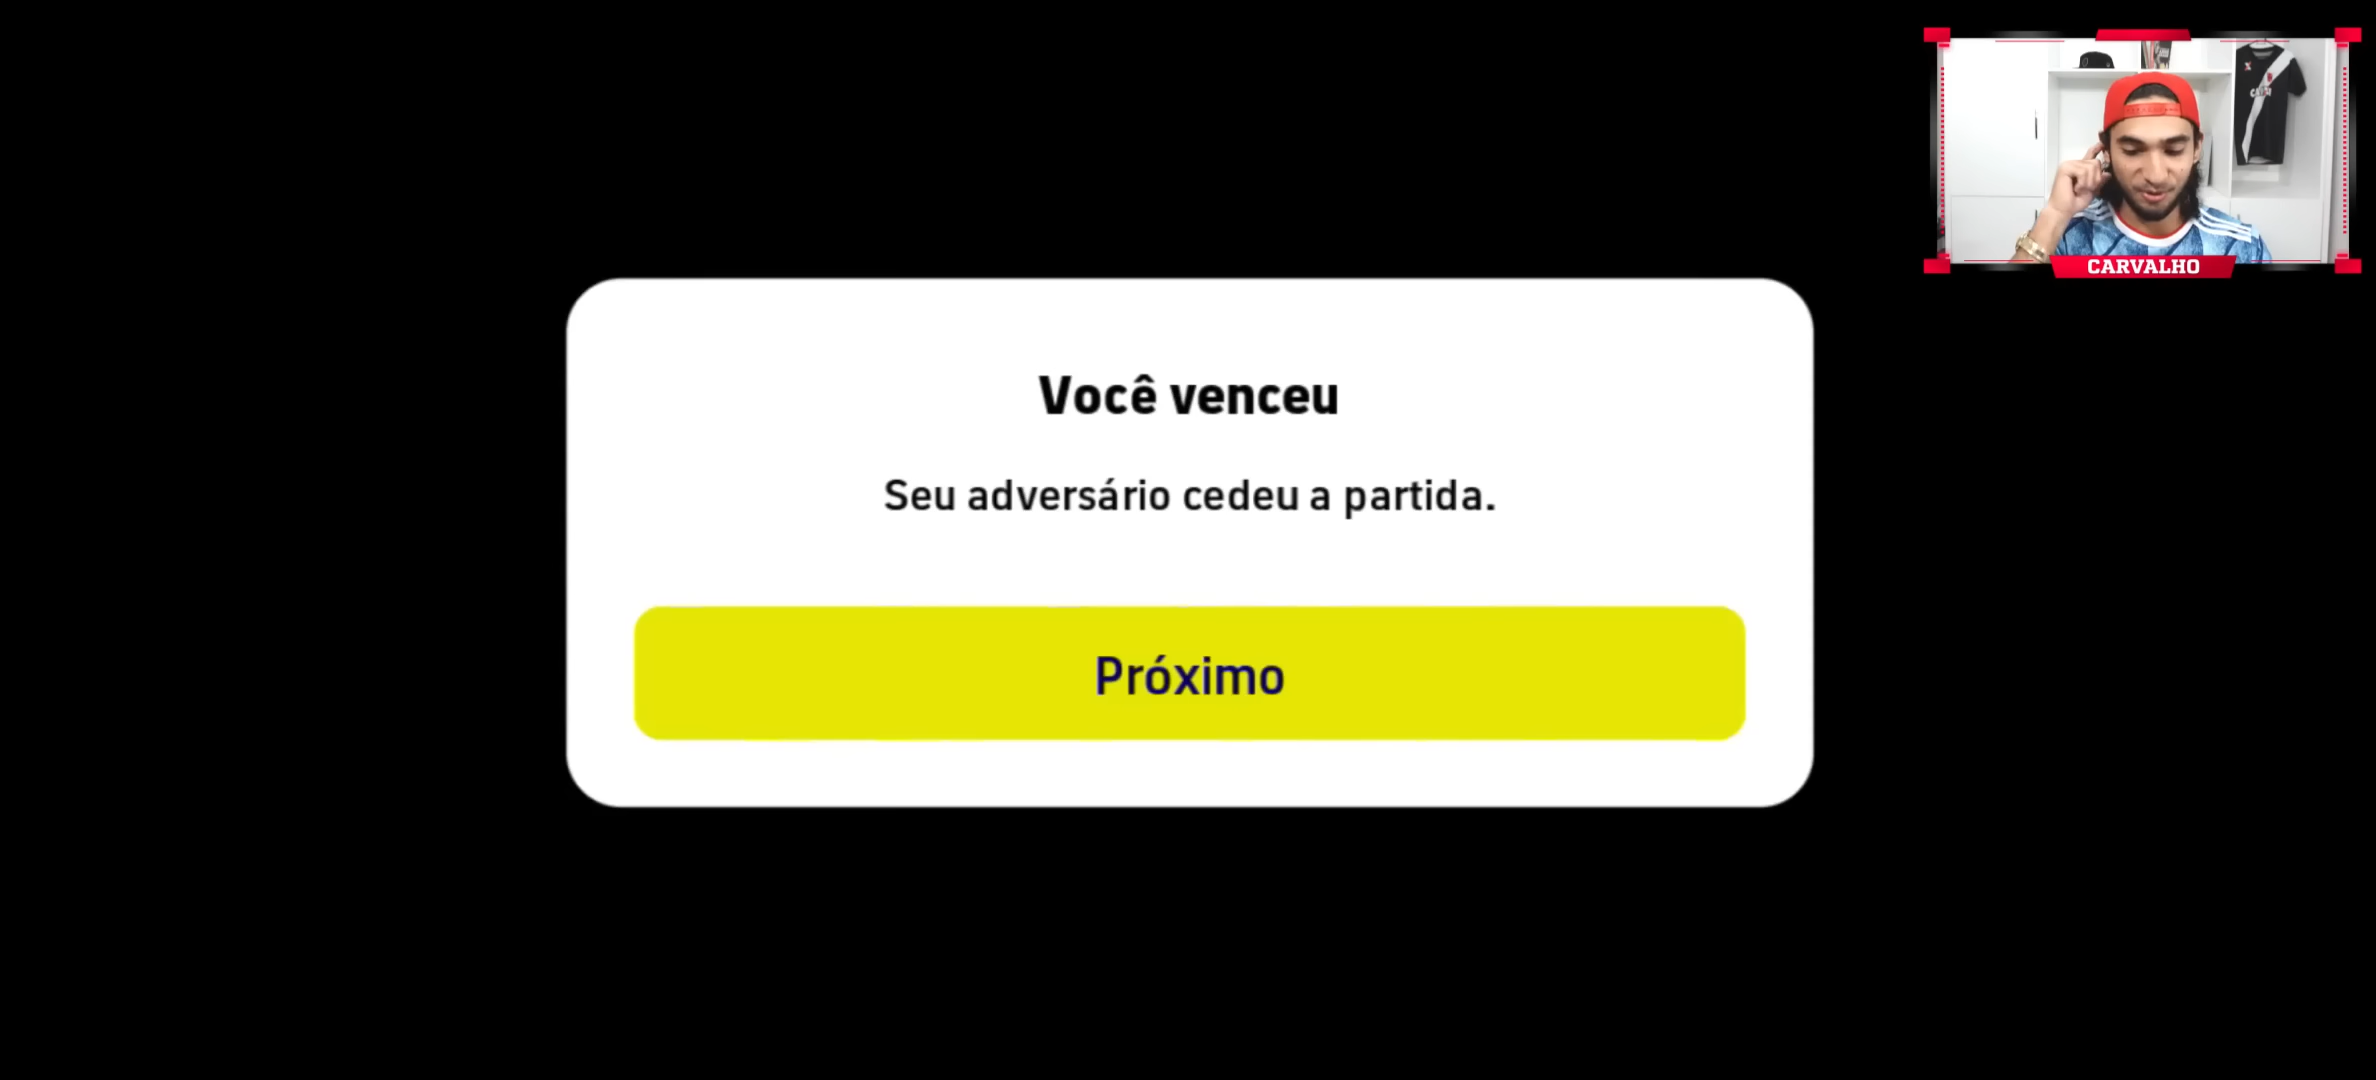 CARVALHO
Você venceu
Seu adversário cedeu a partida.
Próximo